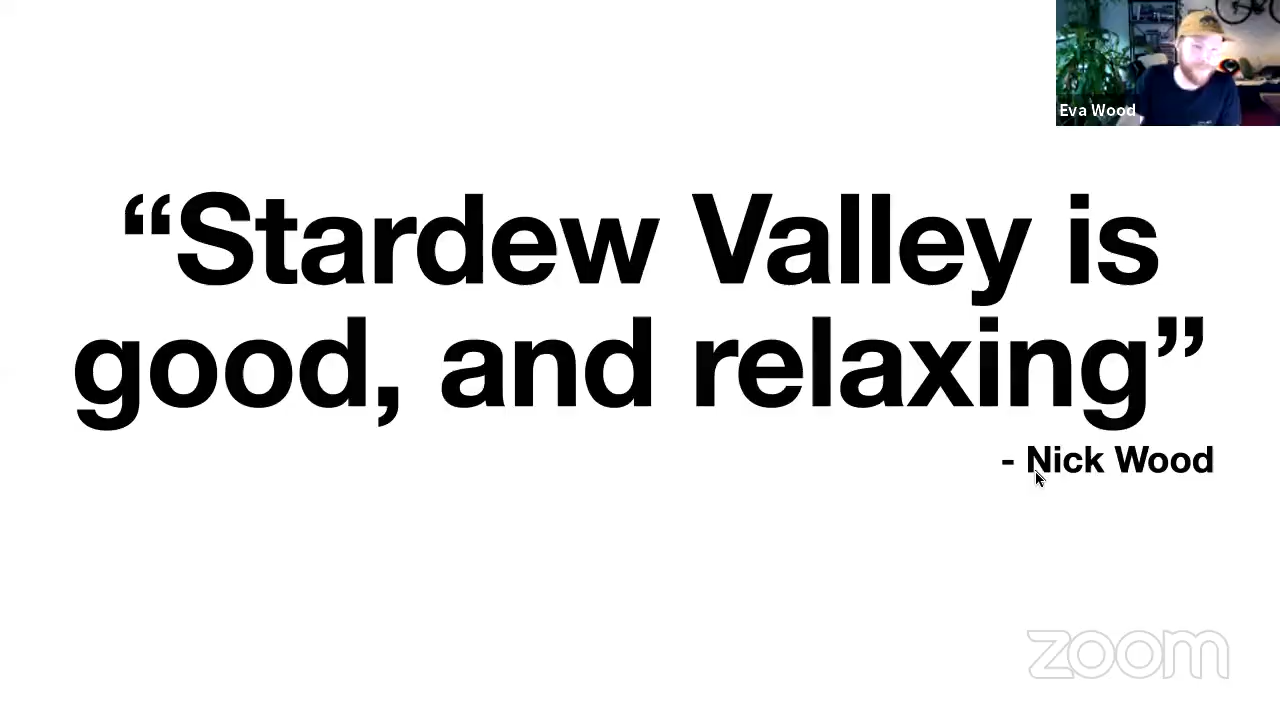 Eva Wood
“Stardew Valley is
good, and relaxing”
- Nick Wood
zoom